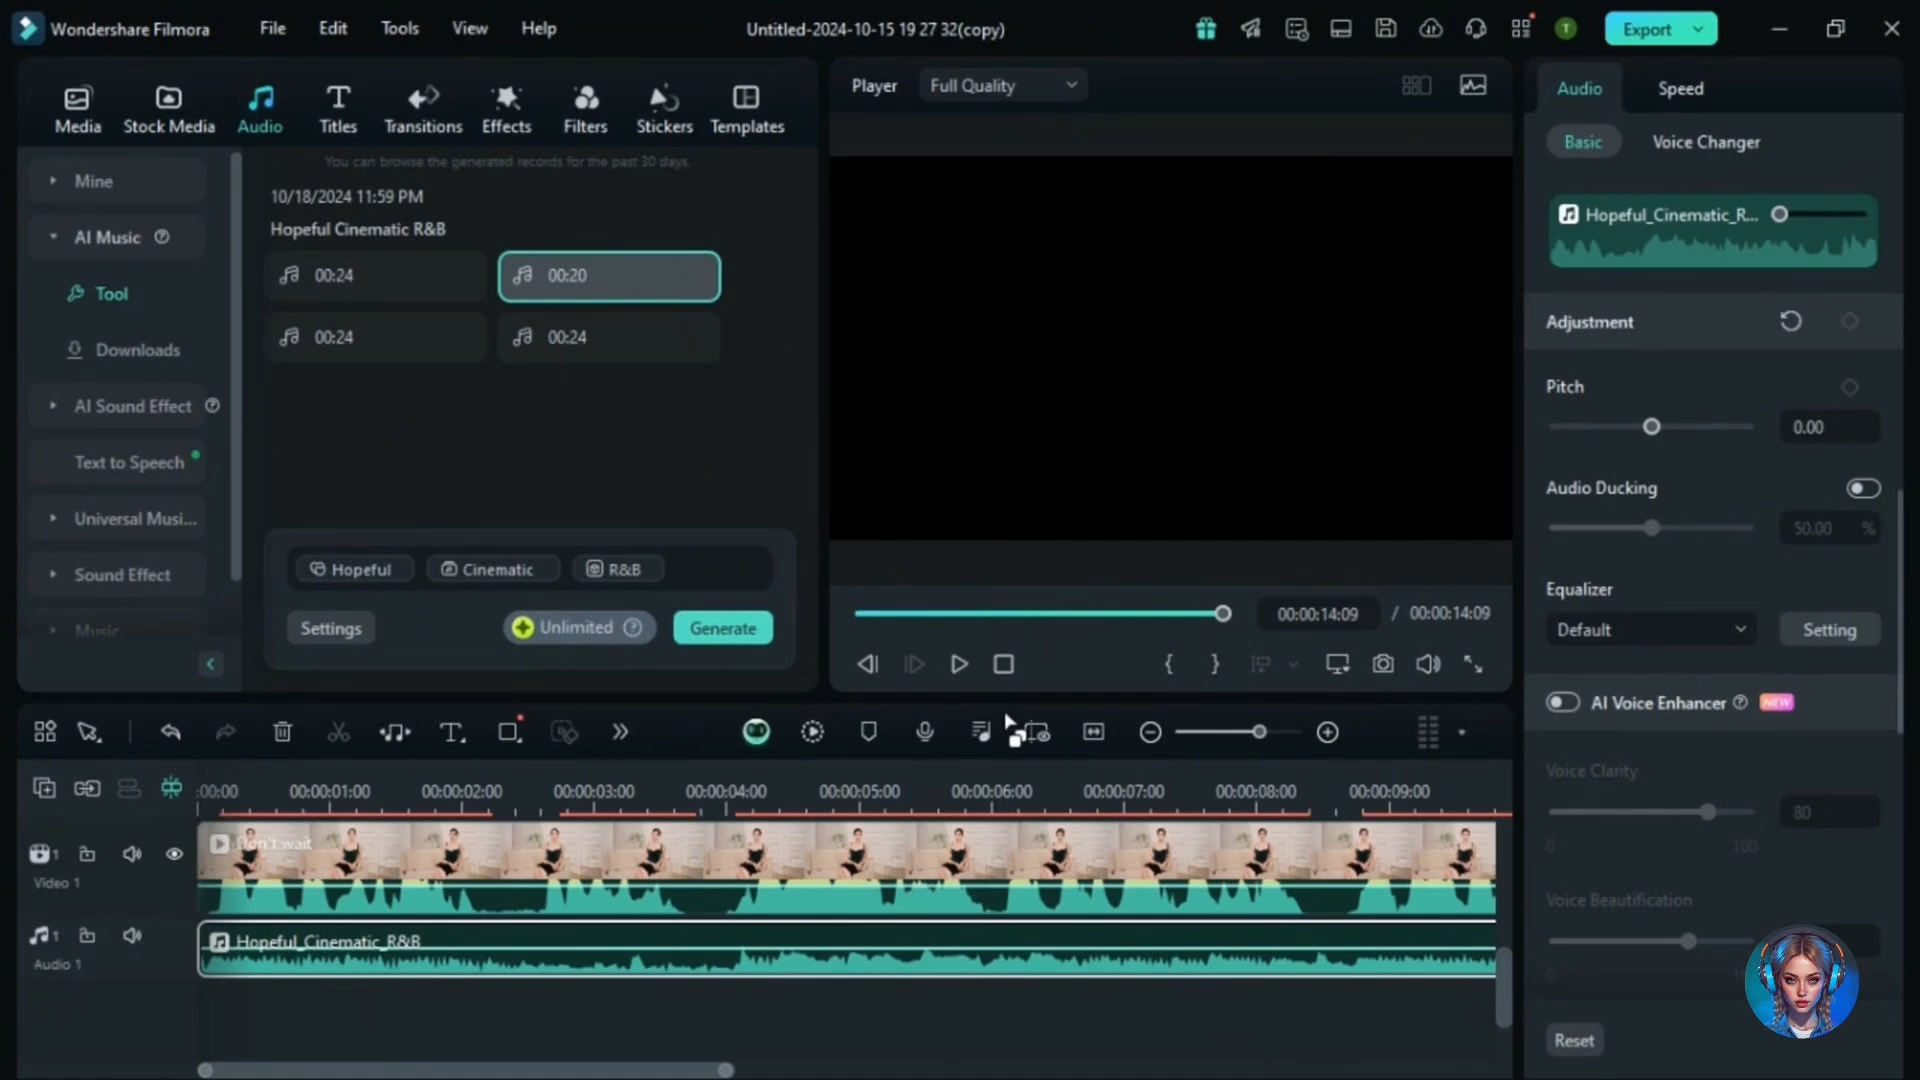 Wondershare Filmora
File
Edit
Tools
View
Help
Untitled-2024-10-15 19 27 32(copy)
T
Export
Media
Stock Media
Audio
Titles
Transitions
Effects
Filters
Stickers
Templates
Mine
AI Music
Tool
Downloads
AI Sound Effect
Text to Speech
Universal Musi...
Sound Effect
Music
You can browse the generated records for the past 30 days.
10/18/2024 11:59 PM
Hopeful Cinematic R&B
00:24
00:20
00:24
00:24
Hopeful
Cinematic
R&B
Settings
Unlimited
Generate
Player
Full Quality
00:00:14:09 / 00:00:14:09
{ }
Audio
Speed
Basic
Voice Changer
Hopeful_Cinematic_R...
Adjustment
Pitch
0.00
Audio Ducking
50.00 %
Equalizer
Default
Setting
AI Voice Enhancer
NEW
Voice Clarity
80
0
100
Voice Beautification
0
Reset
:00:00
00:00:01:00
00:00:02:00
00:00:03:00
00:00:04:00
00:00:05:00
00:00:06:00
00:00:07:00
00:00:08:00
00:00:09:00
1
Video 1
Don't wait
1
Audio 1
Hopeful_Cinematic_R&B